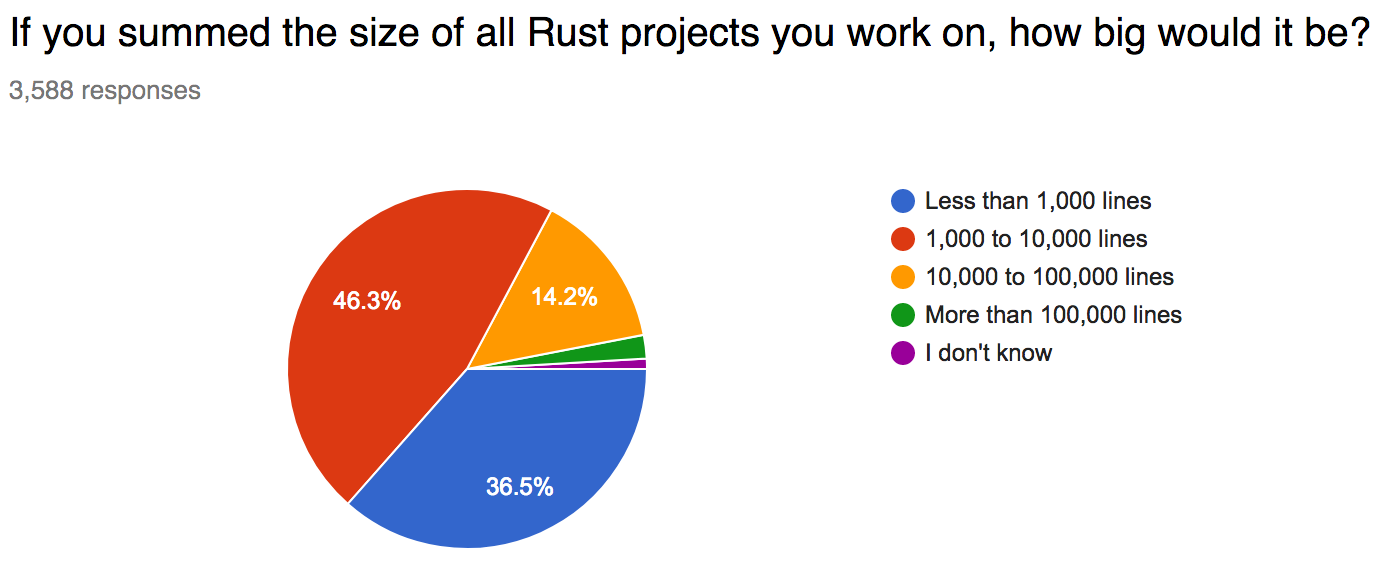 If you summed the size of all Rust projects you work on, how big would it be?
3,588 responses
Less than 1,000 lines
1,000 to 10,000 lines
10,000 to 100,000 lines
More than 100,000 lines
I don't know
46.3%
14.2%
36.5%